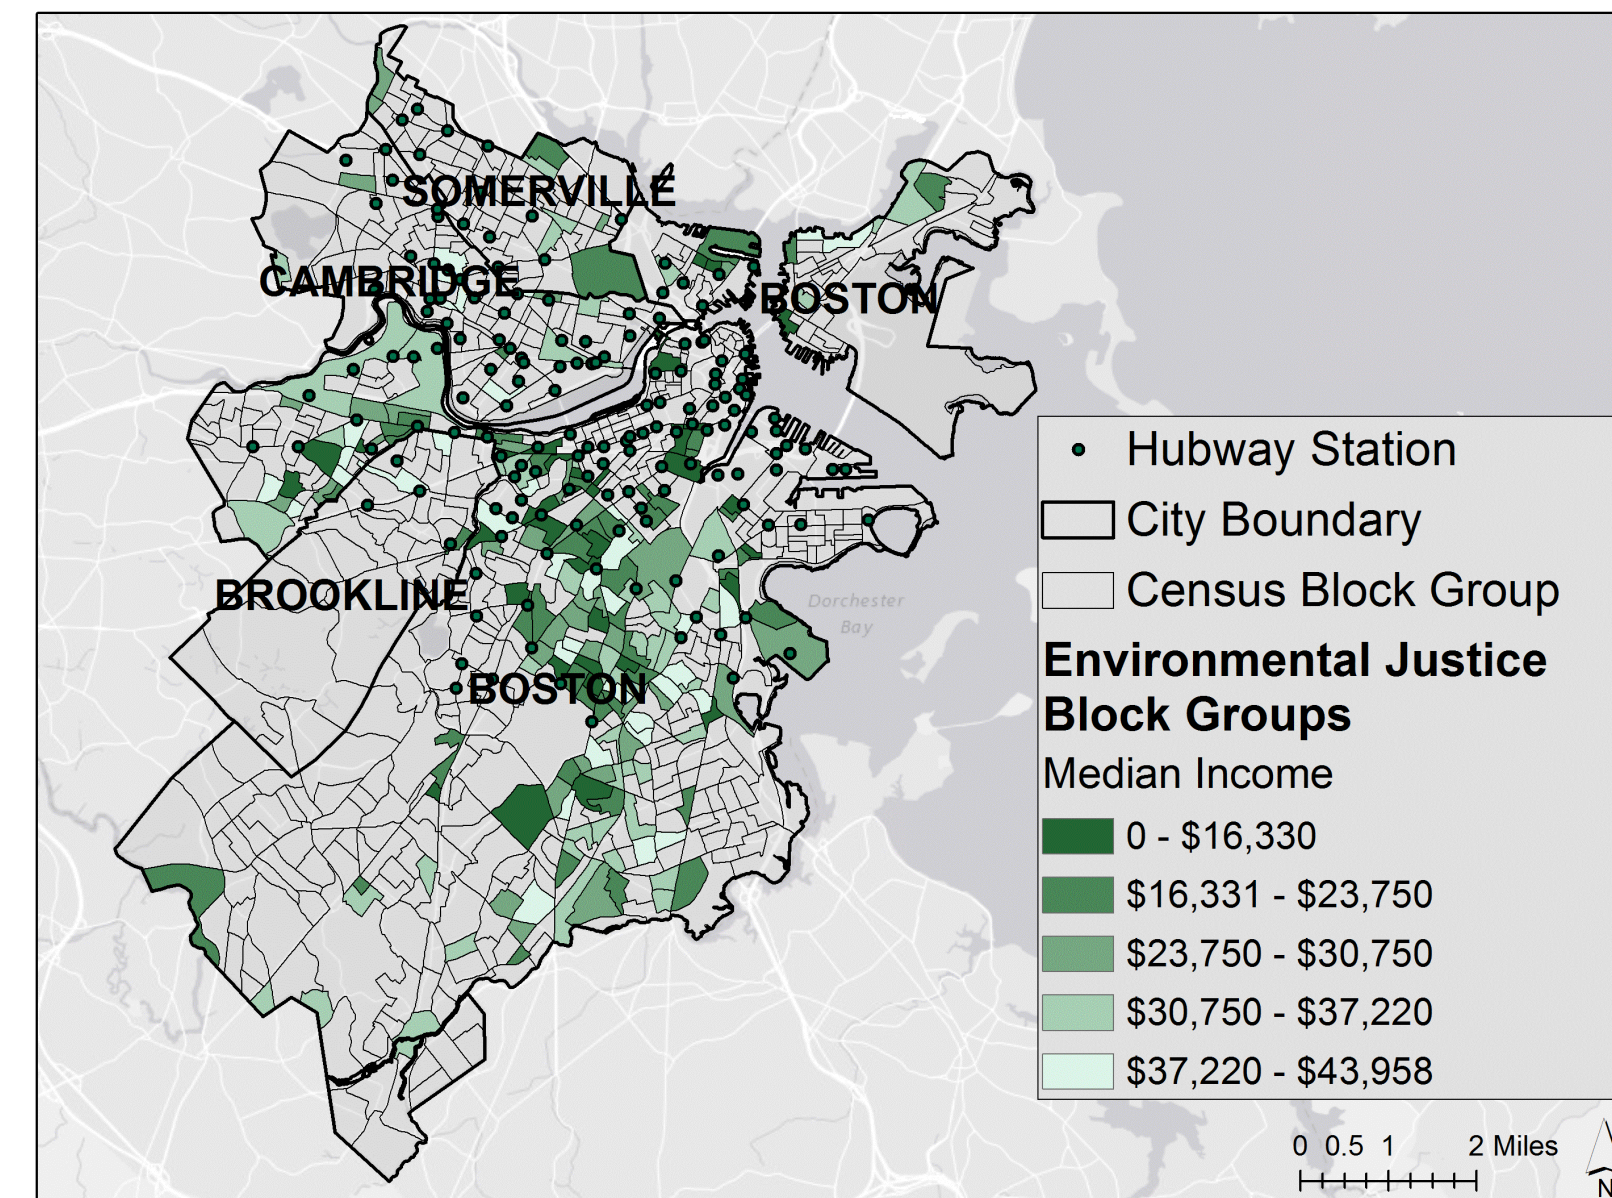 SOMERVILLE
CAMBRIDGE
BOSTON
BROOKLINE
BOSTON
Dorchester
Bay
Hubway Station
City Boundary
Census Block Group
Environmental Justice
Block Groups
Median Income
0 - $16,330
$16,331 - $23,750
$23,750 - $30,750
$30,750 - $37,220
$37,220 - $43,958
0 0.5 1 2 Miles
N